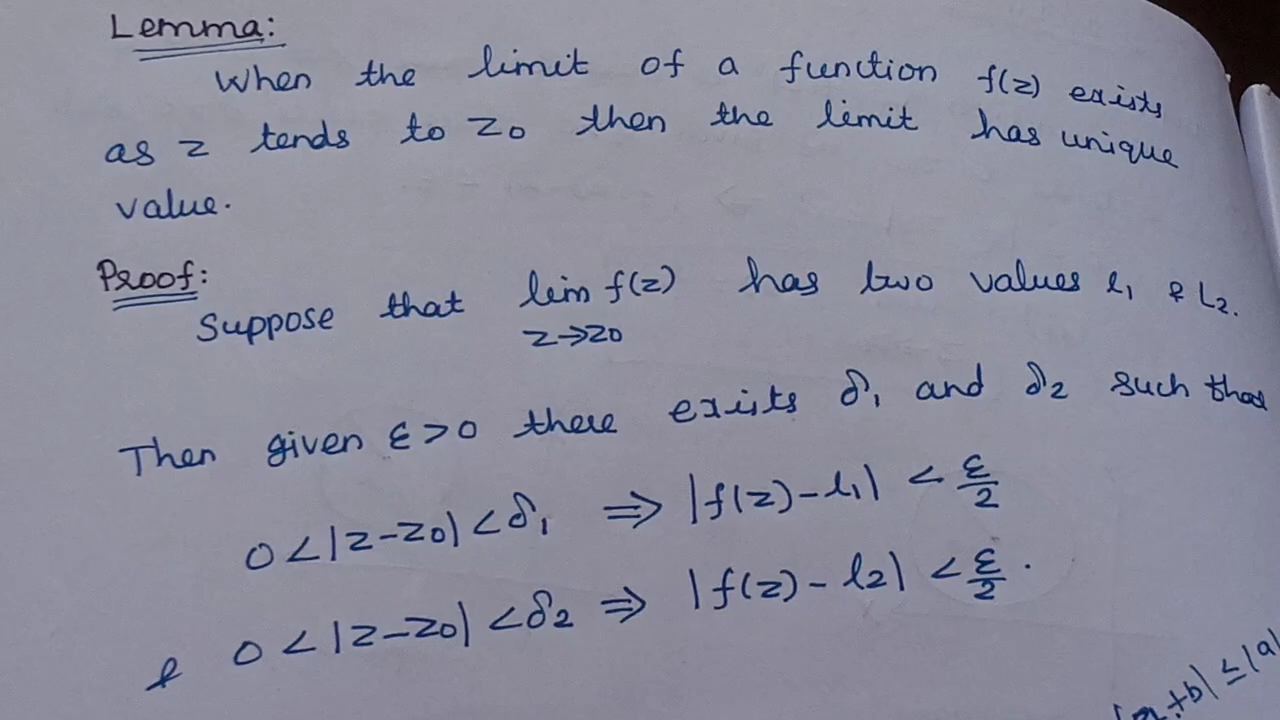 Lemma:
When the limit of a function f(z) exists
as z tends to z0 then the limit has unique
value.
Proof:
Suppose that lim f(z) has two values l1 & l2.
z→z0
Then given ε>0 there exists δ1 and δ2 such that
0<|z-z0|<δ1 ⇒ |f(z)-l1| < ε/2
& 0<|z-z0|<δ2 ⇒ |f(z)-l2| < ε/2.
+b| ≤ |a|